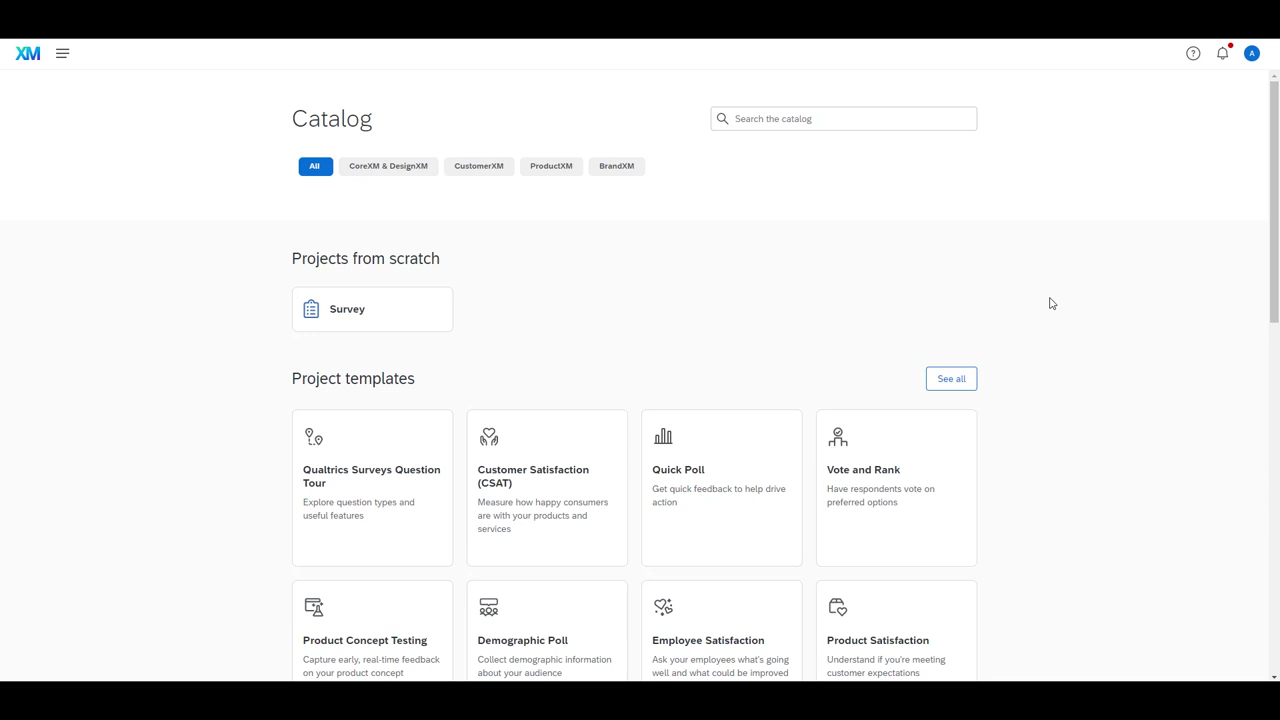 XM
?
A
Catalog
Search the catalog
All
CoreXM & DesignXM
CustomerXM
ProductXM
BrandXM
Projects from scratch
Survey
Project templates
See all
Qualtrics Surveys Question
Tour
Explore question types and
useful features
Customer Satisfaction
(CSAT)
Measure how happy consumers
are with your products and
services
Quick Poll
Get quick feedback to help drive
action
Vote and Rank
Have respondents vote on
preferred options
Product Concept Testing
Capture early, real-time feedback
on your product concept
Demographic Poll
Collect demographic information
about your audience
Employee Satisfaction
Ask your employees what's going
well and what could be improved
Product Satisfaction
Understand if you're meeting
customer expectations